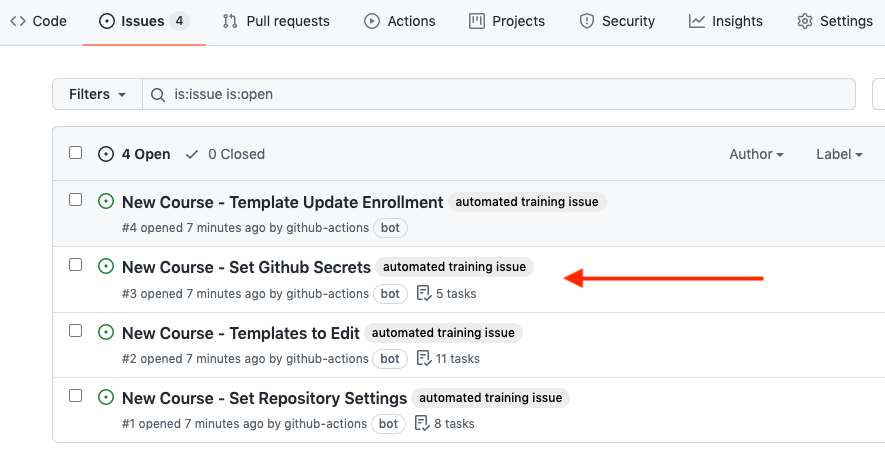 Code Issues 4 Pull requests Actions Projects Security Insights Settings
Filters is:issue is:open
4 Open 0 Closed Author Label
New Course - Template Update Enrollment automated training issue
#4 opened 7 minutes ago by github-actions bot
New Course - Set Github Secrets automated training issue
#3 opened 7 minutes ago by github-actions bot 5 tasks
New Course - Templates to Edit automated training issue
#2 opened 7 minutes ago by github-actions bot 11 tasks
New Course - Set Repository Settings automated training issue
#1 opened 7 minutes ago by github-actions bot 8 tasks